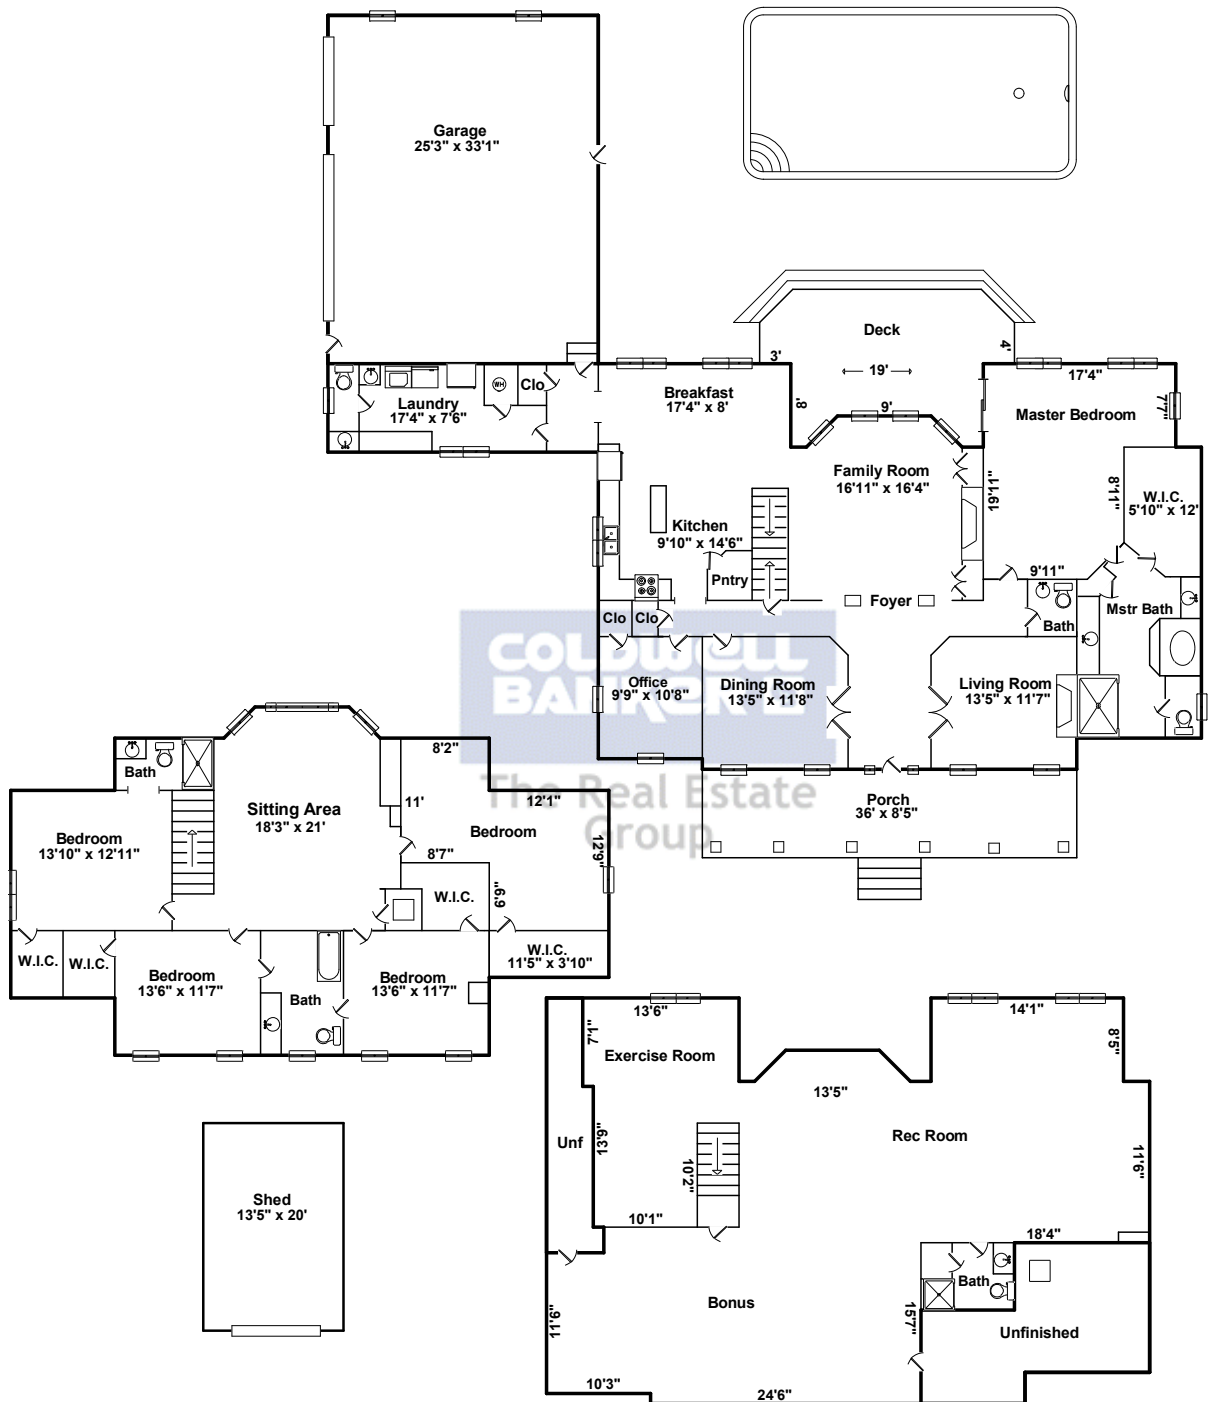 Garage
25'3" x 33'1"
Deck
3'
4'
19'
8'
9'
Breakfast
17'4" x 8'
17'4"
Master Bedroom
7'7"
Clo
WH
Laundry
17'4" x 7'6"
Family Room
16'11" x 16'4"
19'11"
8'11"
W.I.C.
5'10" x 12'
Kitchen
9'10" x 14'6"
Pntry
9'11"
Foyer
Mstr Bath
Clo
Clo
Bath
COLDWELL
BANKER
The Real Estate
Group
Office
9'9" x 10'8"
Dining Room
13'5" x 11'8"
Living Room
13'5" x 11'7"
Porch
36' x 8'5"
8'2"
Bath
11'
12'1"
Sitting Area
18'3" x 21'
Bedroom
13'10" x 12'11"
Bedroom
12'9"
8'7"
W.I.C.
6'9"
W.I.C.
W.I.C.
Bedroom
13'6" x 11'7"
Bath
Bedroom
13'6" x 11'7"
W.I.C.
11'5" x 3'10"
13'6"
14'1"
7'1"
Exercise Room
8'5"
13'5"
Unf
13'9"
Rec Room
11'6"
10'2"
10'1"
18'4"
Shed
13'5" x 20'
Bath
Bonus
11'6"
15'7"
Unfinished
10'3"
24'6"